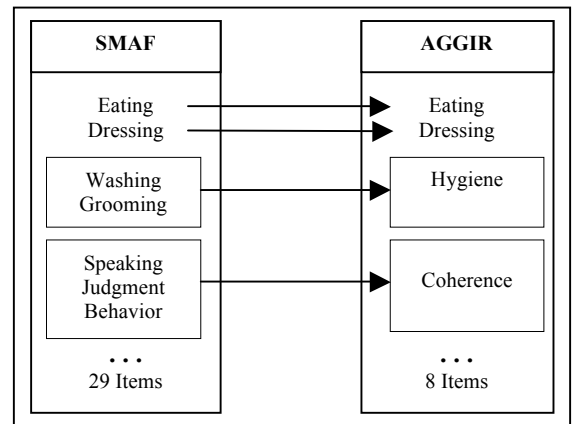 SMAF
Eating
Dressing
Washing
Grooming
Speaking
Judgment
Behavior
...
29 Items
AGGIR
Eating
Dressing
Hygiene
Coherence
...
8 Items